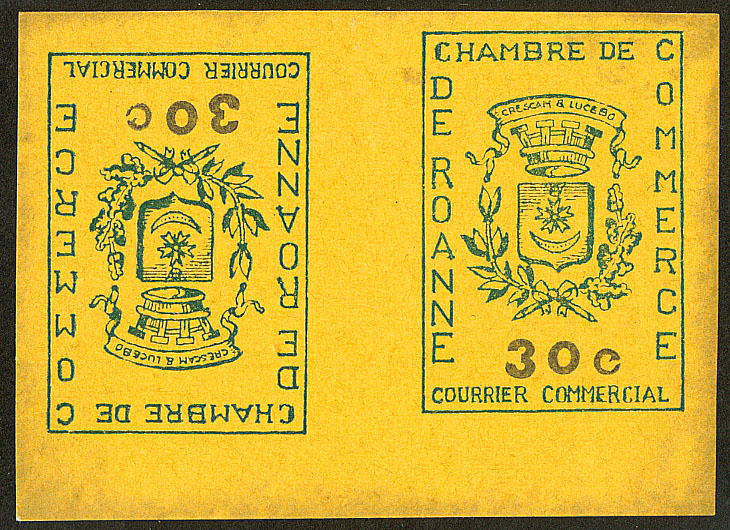 CHAMBRE DE COMMERCE
DE ROANNE
CRESCAM & LUCEBO
30c
COURRIER COMMERCIAL
CHAMBRE DE COMMERCE
DE ROANNE
CRESCAM & LUCEBO
30c
COURRIER COMMERCIAL